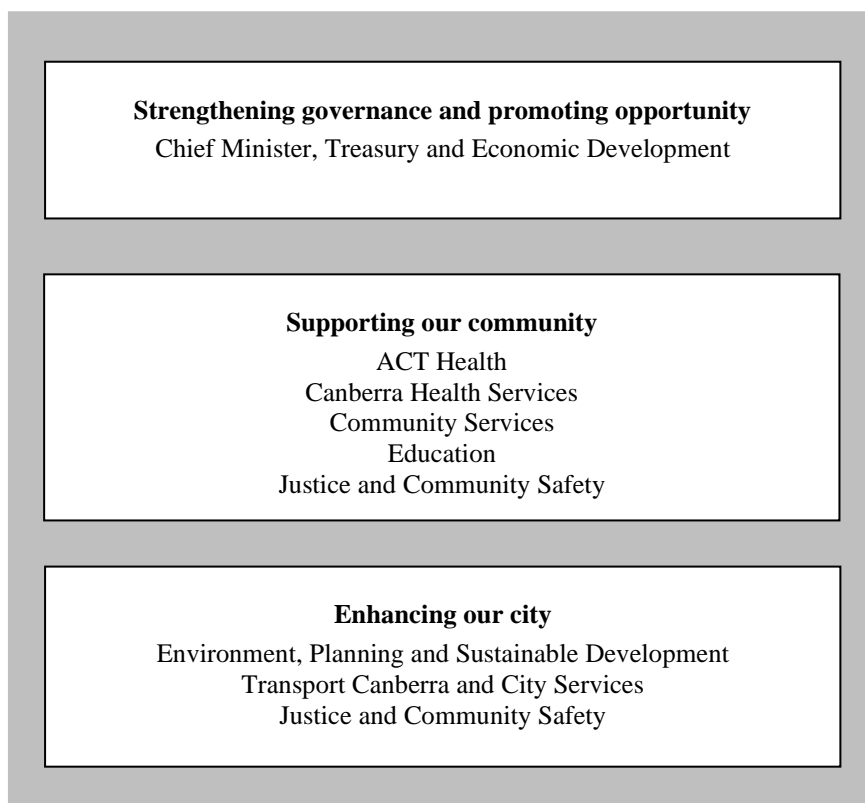 Strengthening governance and promoting opportunity
Chief Minister, Treasury and Economic Development
Supporting our community
ACT Health
Canberra Health Services
Community Services
Education
Justice and Community Safety
Enhancing our city
Environment, Planning and Sustainable Development
Transport Canberra and City Services
Justice and Community Safety